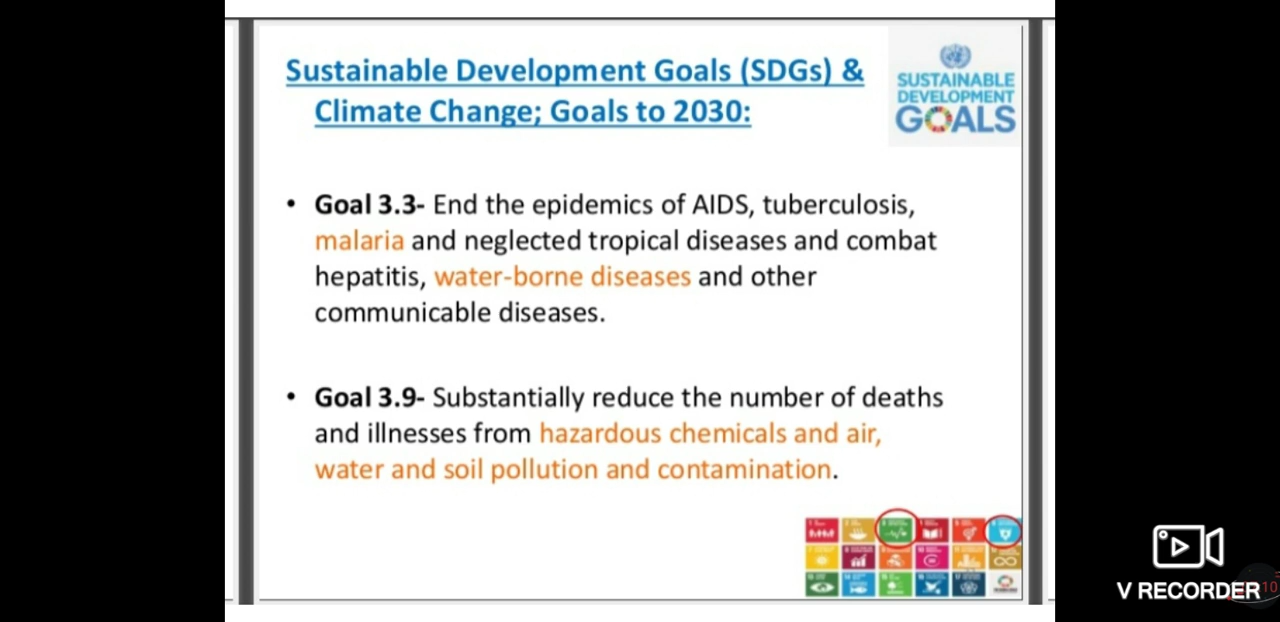 Sustainable Development Goals (SDGs) &
Climate Change; Goals to 2030:
SUSTAINABLE
DEVELOPMENT
GOALS
• Goal 3.3- End the epidemics of AIDS, tuberculosis,
malaria and neglected tropical diseases and combat
hepatitis, water-borne diseases and other
communicable diseases.
• Goal 3.9- Substantially reduce the number of deaths
and illnesses from hazardous chemicals and air,
water and soil pollution and contamination.
V RECORDER